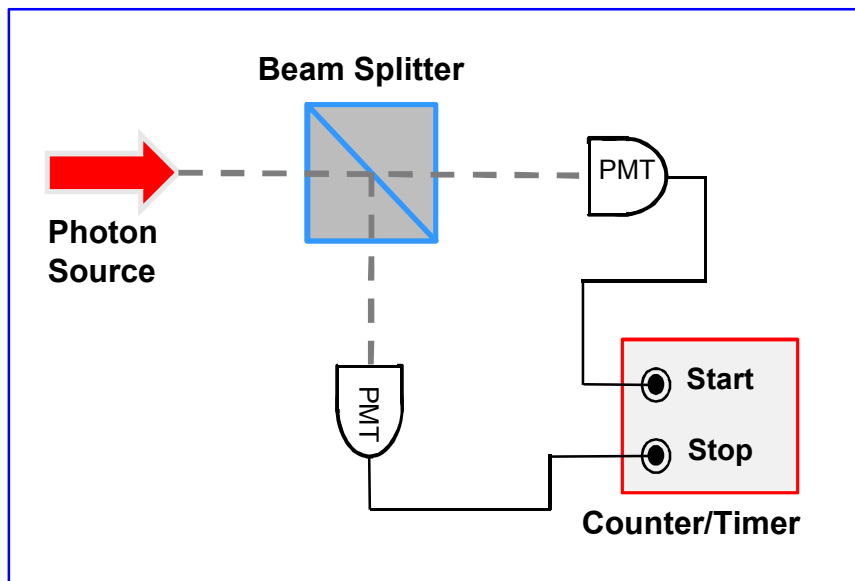 Beam Splitter
PMT
Photon
Source
PMT
Start
Stop
Counter/Timer